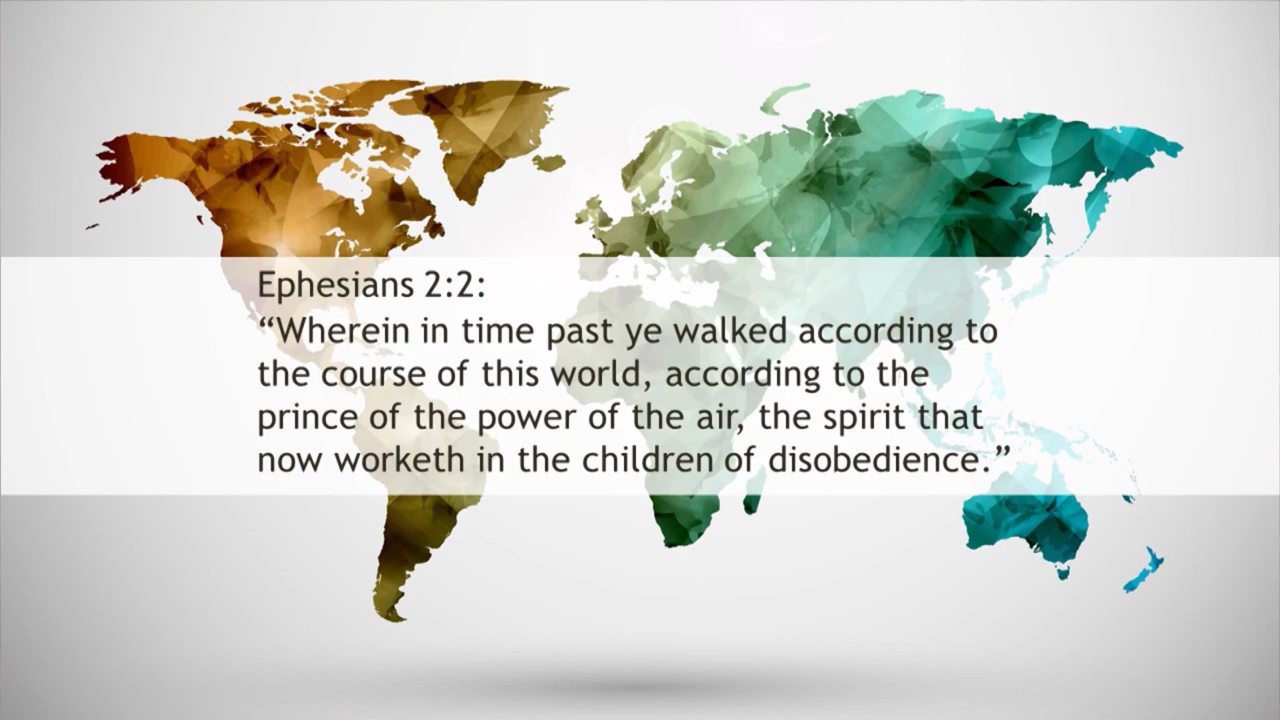 Ephesians 2:2:
“Wherein in time past ye walked according to
the course of this world, according to the
prince of the power of the air, the spirit that
now worketh in the children of disobedience.”